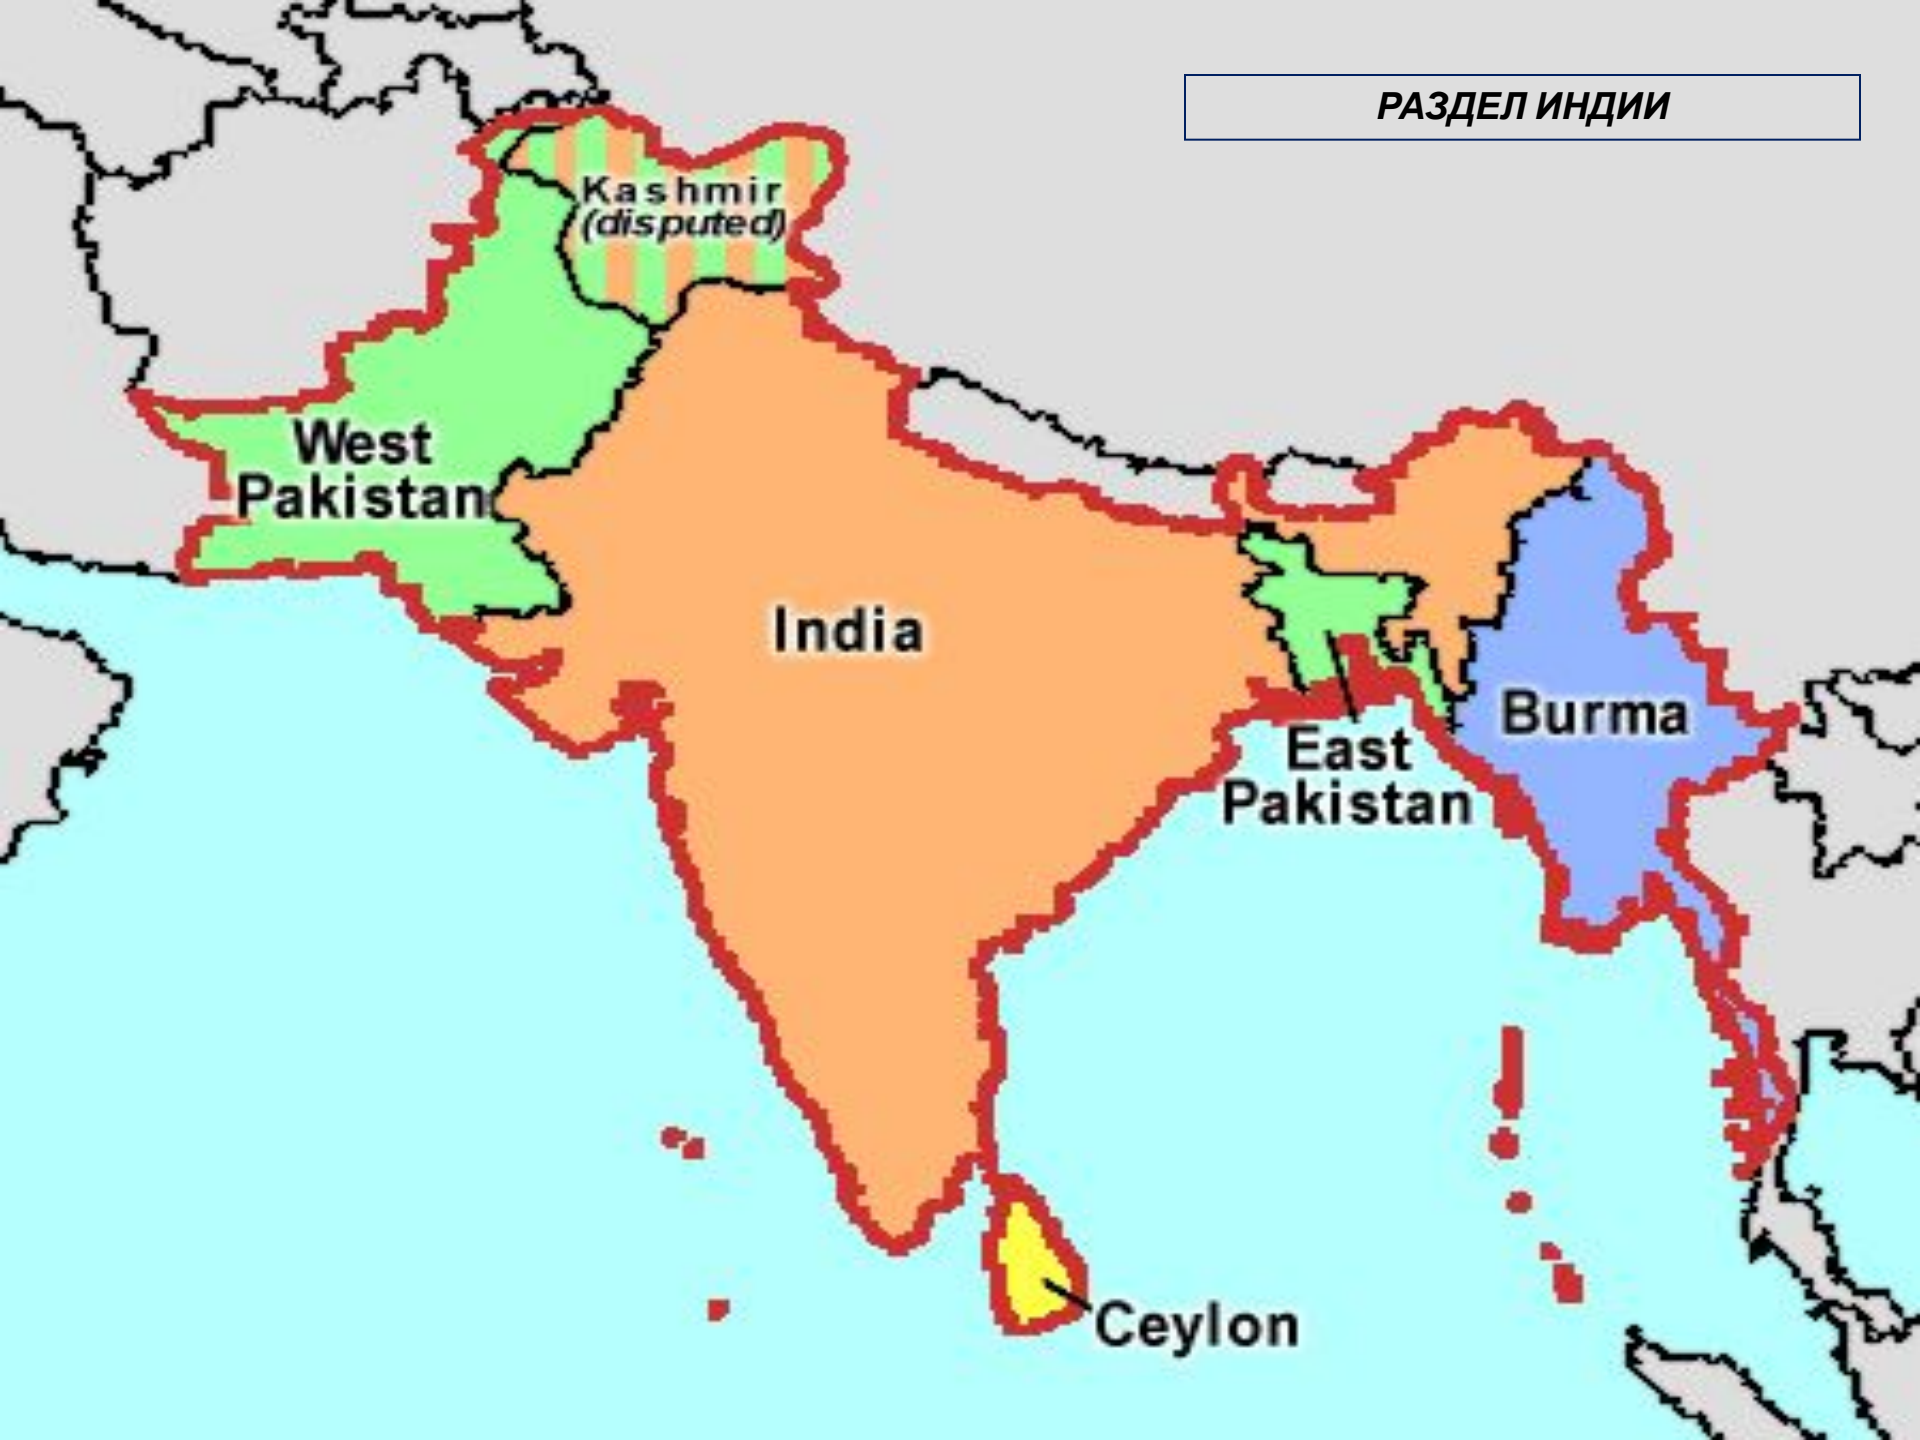 РАЗДЕЛ ИНДИИ
Kashmir
(disputed)
West
Pakistan
India
Burma
East
Pakistan
Ceylon